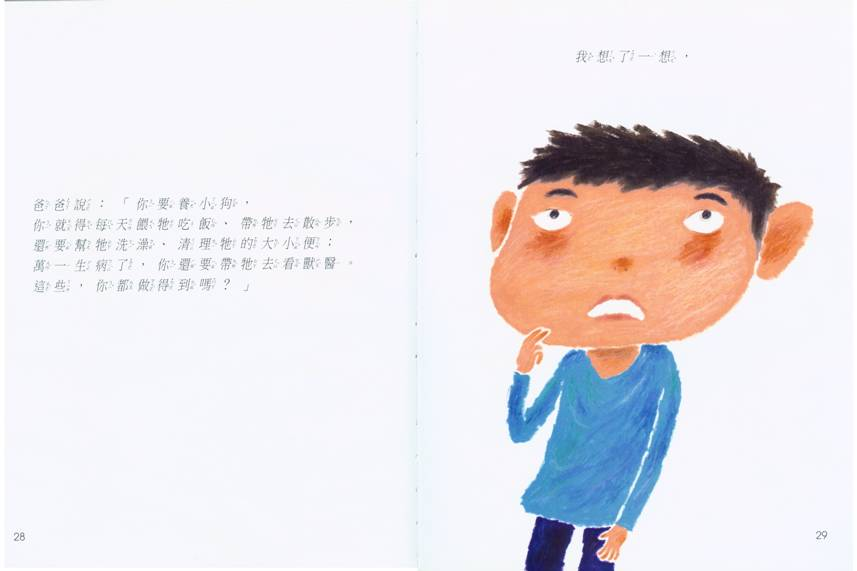 爸爸說：「你要養小狗，
你就得每天餵牠吃飯、帶牠去散步，
還要幫牠洗澡、清理牠的大小便；
萬一生病了，你還要帶牠去看獸醫。
這些，你都做得到嗎？」
28
我想了一想，
29